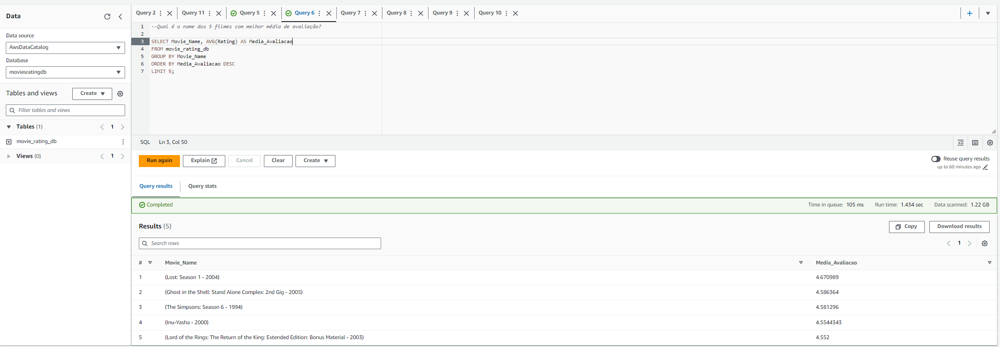 Data
Data source
AwsDataCatalog
Database
moviesratingdb
Tables and views
Create
Filter tables and views
Tables (1)
1
movie_rating_db
Views (0)
1
Query 2
Query 11
Query 5
Query 6
Query 7
Query 8
Query 9
Query 10
1 --Qual é o nome dos 5 filmes com melhor média de avaliação?
2
3 SELECT Movie_Name, AVG(Rating) AS Media_Avaliacao
4 FROM movie_rating_db
5 GROUP BY Movie_Name
6 ORDER BY Media_Avaliacao DESC
7 LIMIT 5;
SQL Ln 3, Col 50
Run again
Explain
Cancel
Clear
Create
Reuse query results
up to 60 minutes ago
Query results
Query stats
Completed
Time in queue: 105 ms Run time: 1.434 sec Data scanned: 1.22 GB
Results (5)
Copy
Download results
Search rows
1
# Movie_Name Media_Avaliacao
1 (Lost: Season 1 - 2004) 4.670989
2 (Ghost in the Shell: Stand Alone Complex: 2nd Gig - 2005) 4.586364
3 (The Simpsons: Season 6 - 1994) 4.581296
4 (Inu-Yasha - 2000) 4.5544343
5 (Lord of the Rings: The Return of the King: Extended Edition: Bonus Material - 2003) 4.552